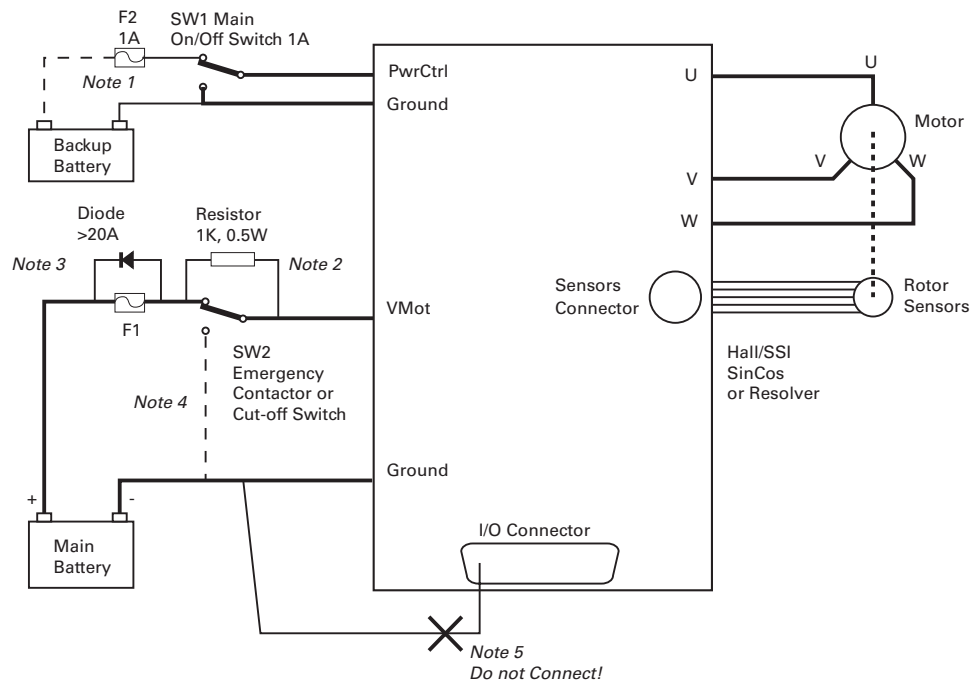 F2
1A
SW1 Main
On/Off Switch 1A
Note 1
Backup
Battery
PwrCtrl
Ground
U
U
Motor
V
W
V
W
Diode
>20A
Resistor
1K, 0.5W
Note 3
Note 2
F1
VMot
SW2
Emergency
Contactor or
Cut-off Switch
Note 4
Sensors
Connector
Rotor
Sensors
Hall/SSI
SinCos
or Resolver
Ground
+
-
Main
Battery
I/O Connector
Note 5
Do not Connect!